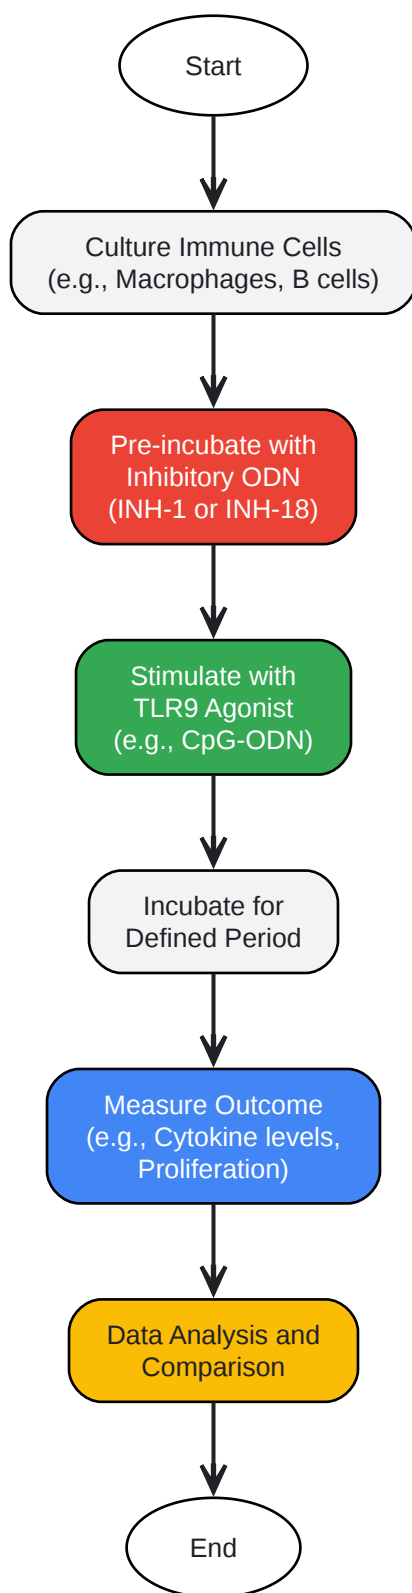 Start
Culture Immune Cells
(e.g., Macrophages, B cells)
Pre-incubate with
Inhibitory ODN
(INH-1 or INH-18)
Stimulate with
TLR9 Agonist
(e.g., CpG-ODN)
Incubate for
Defined Period
Measure Outcome
(e.g., Cytokine levels,
Proliferation)
Data Analysis and
Comparison
End